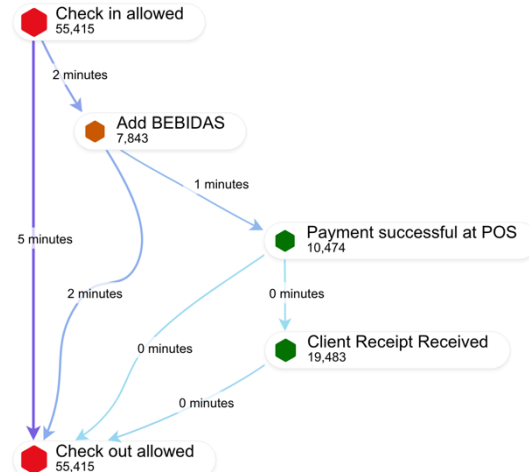 Check in allowed
55,415
2 minutes
Add BEBIDAS
7,843
1 minutes
Payment successful at POS
10,474
5 minutes
2 minutes
0 minutes
Client Receipt Received
19,483
0 minutes
0 minutes
Check out allowed
55,415